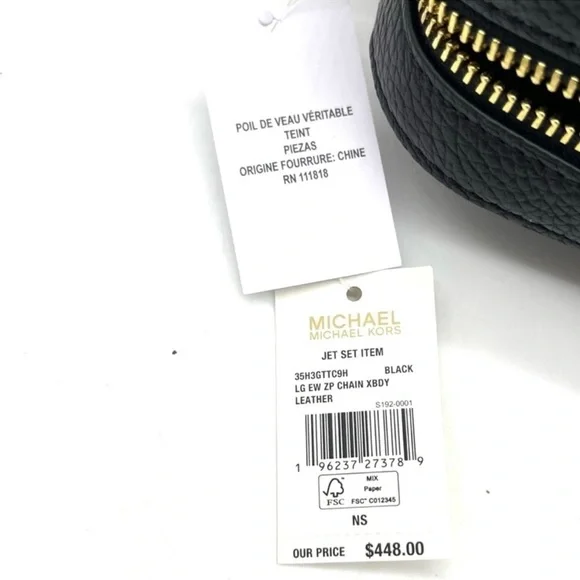 POIL DE VEAU VÉRITABLE
TEINT
PIEZAS
ORIGINE FOURRURE: CHINE
RN 111818
MICHAEL
MICHAEL KORS
JET SET ITEM
35H3GTTC9H BLACK
LG EW ZP CHAIN XBDY
LEATHER
S192-0001
1 96237 27378 9
FSC
MIX
Paper
FSC™ C012345
NS
OUR PRICE $448.00